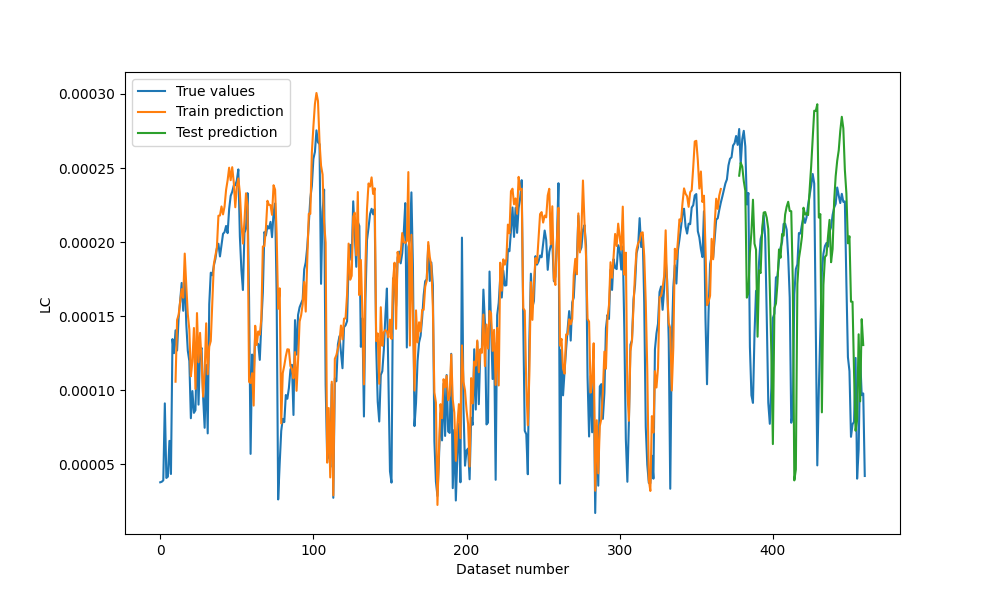 True values
Train prediction
Test prediction
0.00030
0.00025
0.00020
0.00015
0.00010
0.00005
LC
0 100 200 300 400
Dataset number